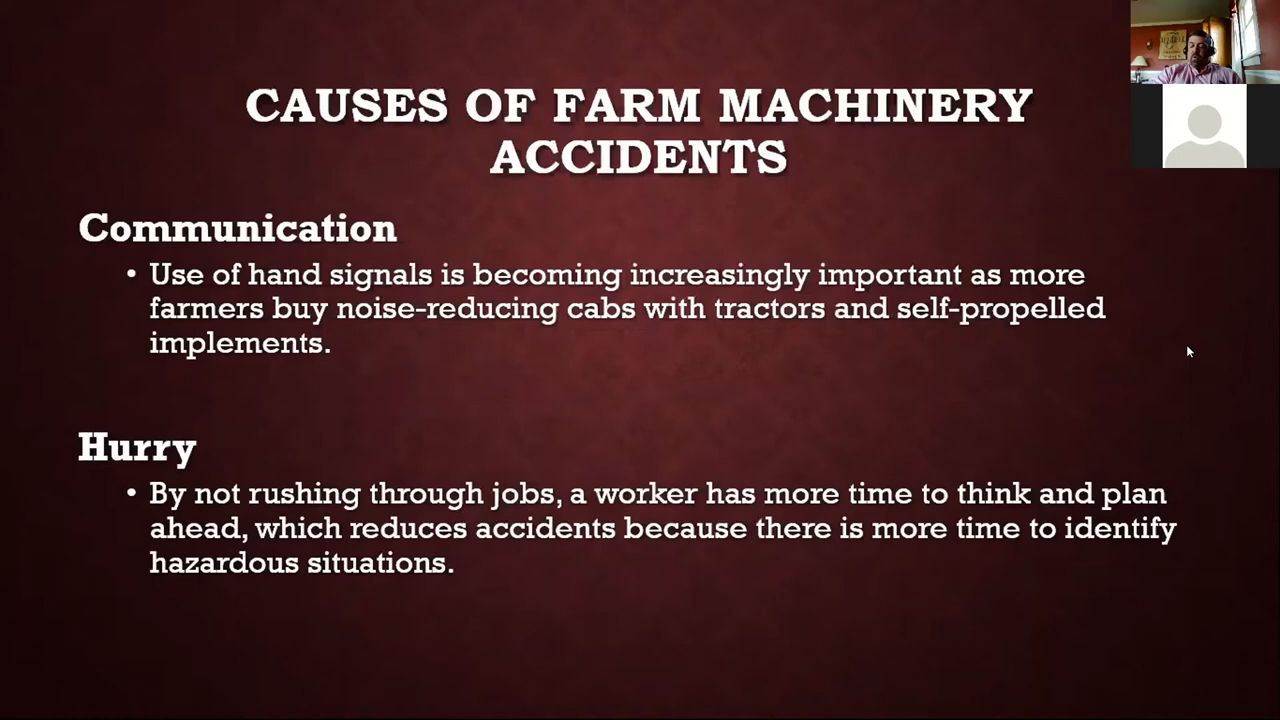 CAUSES OF FARM MACHINERY
ACCIDENTS
Communication
• Use of hand signals is becoming increasingly important as more
farmers buy noise-reducing cabs with tractors and self-propelled
implements.
Hurry
• By not rushing through jobs, a worker has more time to think and plan
ahead, which reduces accidents because there is more time to identify
hazardous situations.